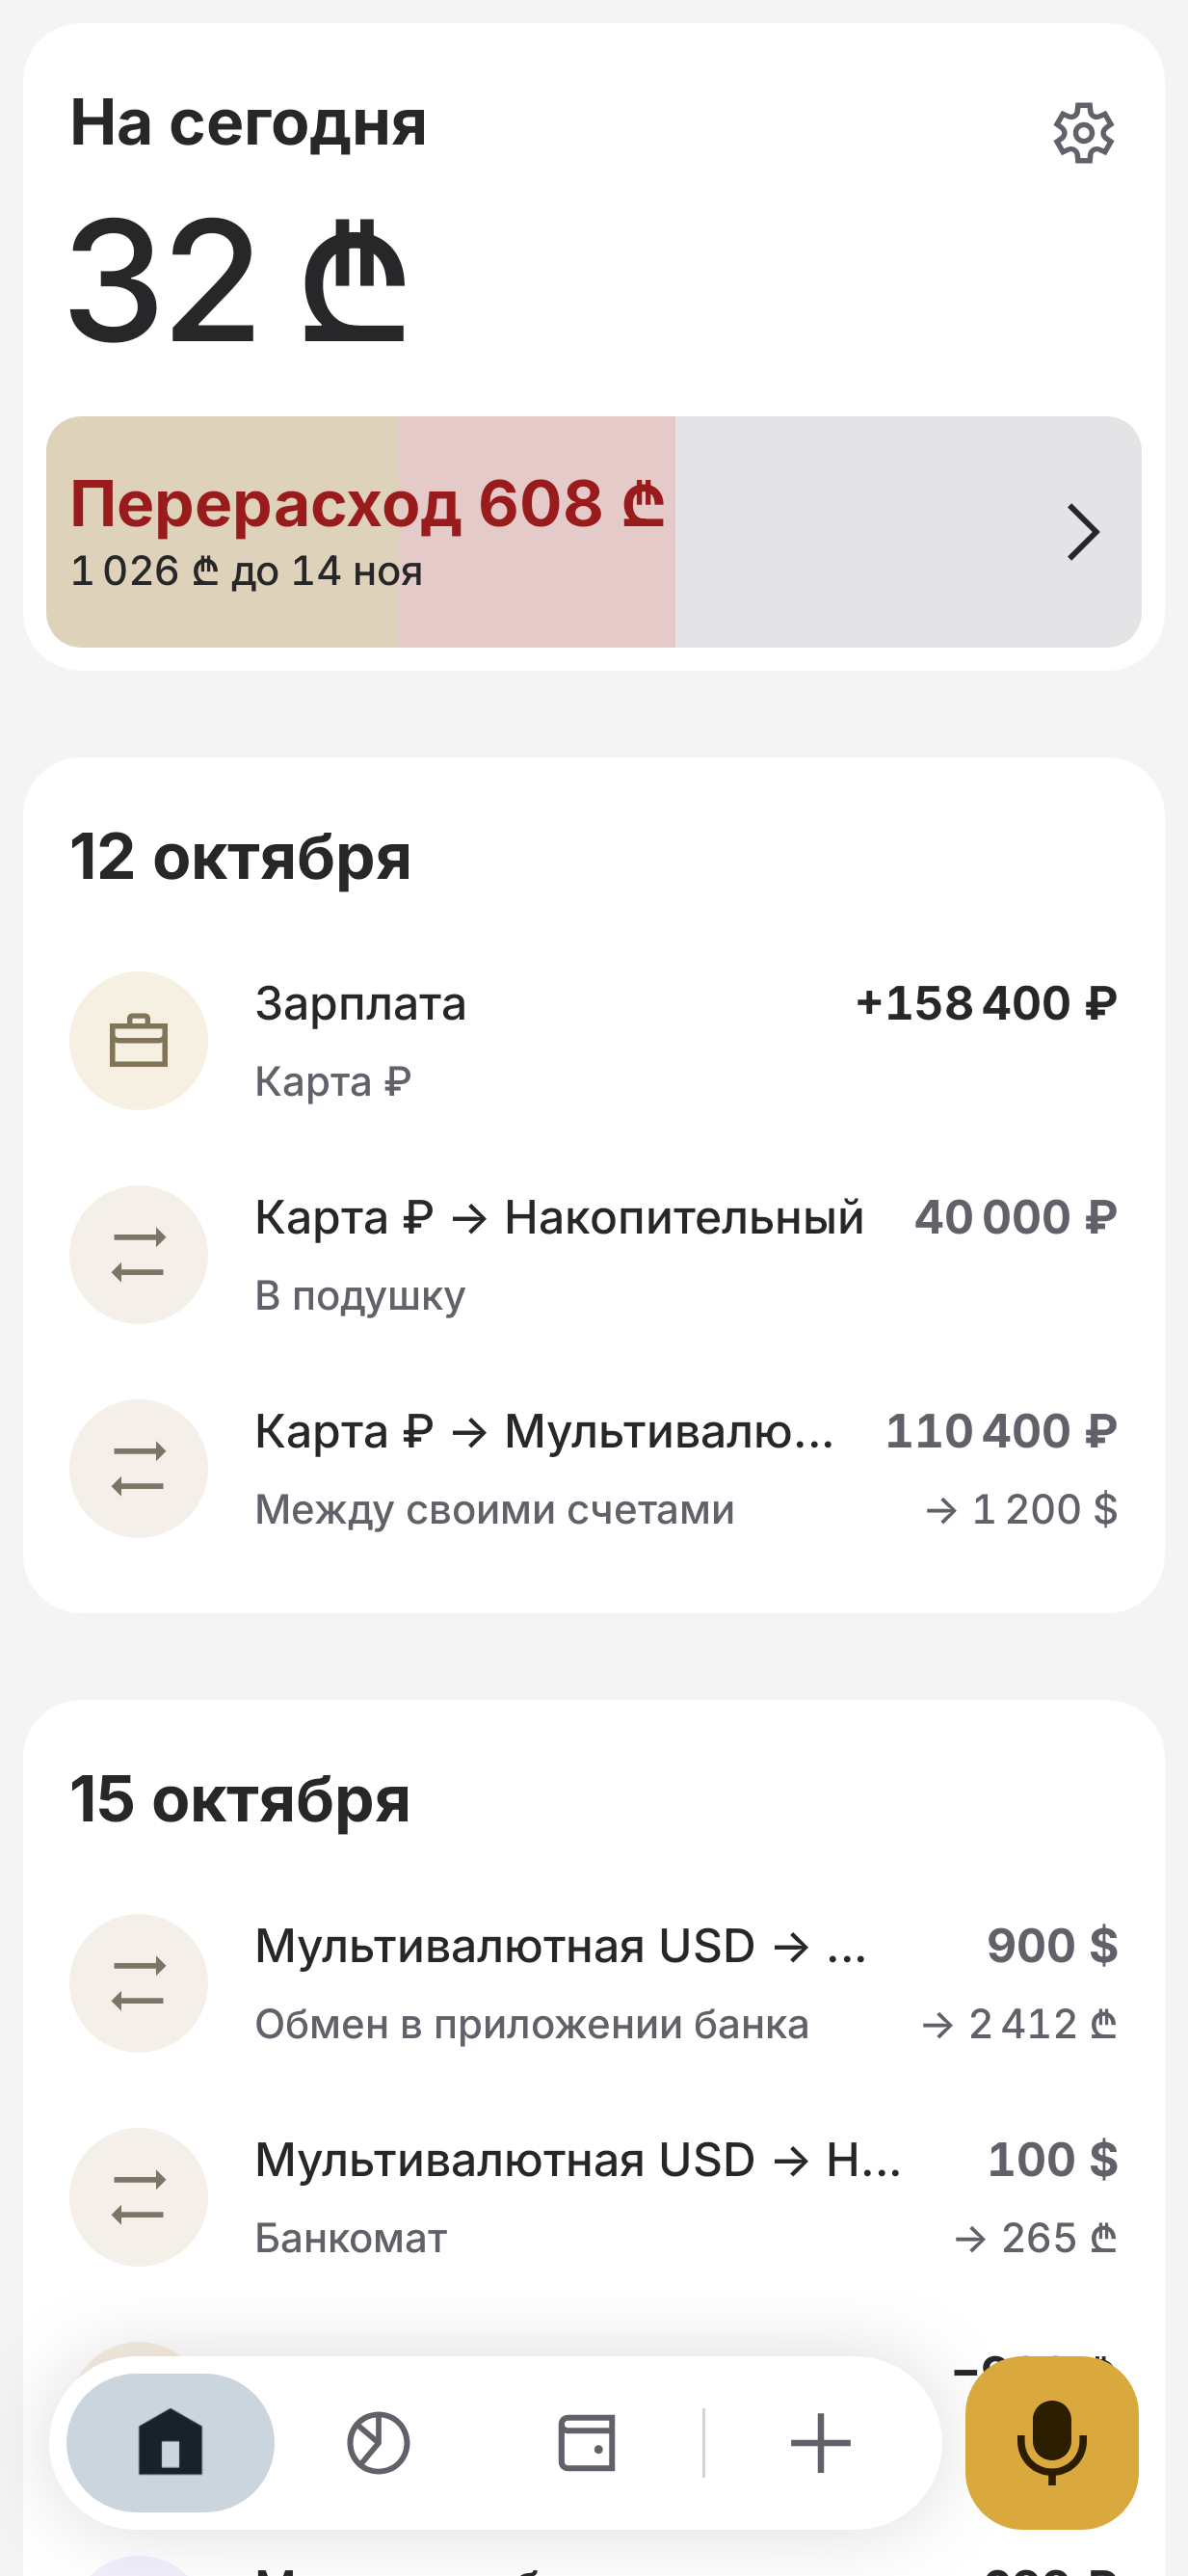 На сегодня
32 ₾
Перерасход 608 ₾
1 026 ₾ до 14 ноя
12 октября
Зарплата +158 400 ₽
Карта ₽
Карта ₽ → Накопительный 40 000 ₽
В подушку
Карта ₽ → Мультивалю... 110 400 ₽
Между своими счетами → 1 200 $
15 октября
Мультивалютная USD → ... 900 $
Обмен в приложении банка → 2 412 ₾
Мультивалютная USD → Н... 100 $
Банкомат → 265 ₾